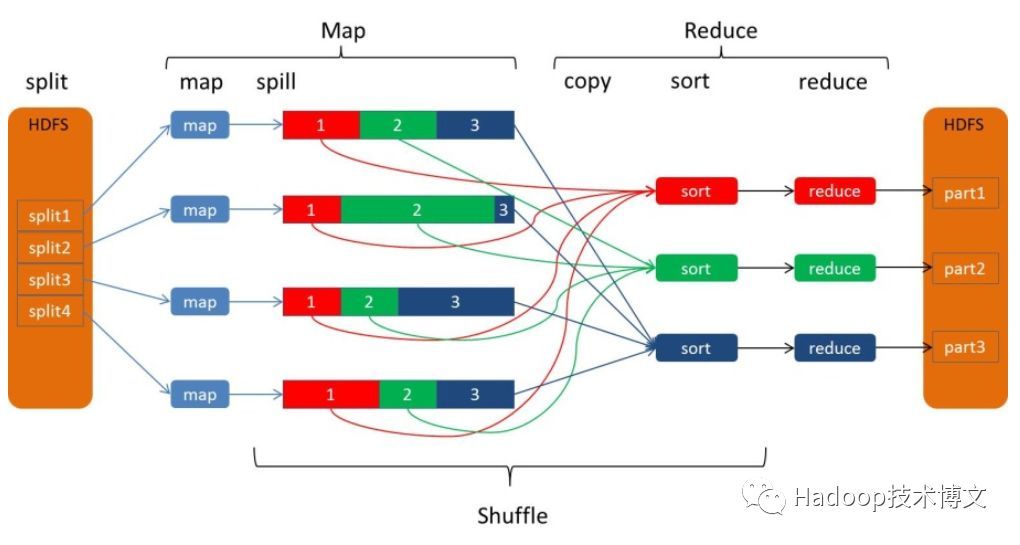 Map Reduce
split map spill copy sort reduce
HDFS HDFS
map 1 2 3
split1 sort reduce part1
split2 map 1 2 3
split3 sort reduce part2
split4 map 1 2 3
sort reduce part3
map 1 2 3
Shuffle
Hadoop技术博文